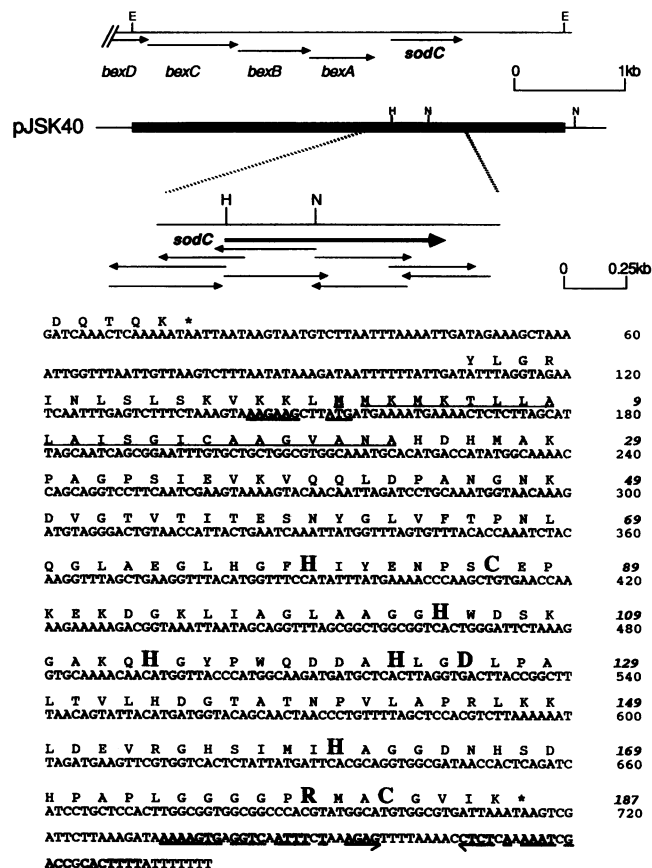 E E
bexD bexC bexB bexA sodC
0 1kb
pJSK40 H N N
H N
sodC
0 0.25kb
D Q T Q K *
GATCAAACTCAAAAATAATTAATAAGTAATGTCTTAATTTAAAATTGATAGAAAGCTAAA 60
Y L G R
ATTGGTTTAATTGTTAAGTCTTTAATATAAAGATAATTTTTTATTGATATTTAGGTAGAA 120
I N L S L S K V K K L M M K M K T L L A 9
TCAATTTGAGTCTTTCTAAAGTAAAGAAGCTTATGATGAAAATGAAAACTCTCTTAGCAT 180
L A I S G I C A A G V A N A H D H M A K 29
TAGCAATCAGCGGAATTTGTGCTGCTGGCGTGGCAAATGCACATGACCATATGGCAAAAC 240
P A G P S I E V K V Q Q L D P A N G N K 49
CAGCAGGTCCTTCAATCGAAGTAAAAGTACAACAATTAGATCCTGCAAATGGTAACAAAG 300
D V G T V T I T E S N Y G L V F T P N L 69
ATGTAGGGACTGTAACCATTACTGAATCAAATTATGGTTTAGTGTTTACACCAAATCTAC 360
Q G L A E G L H G F H I Y E N P S C E P 89
AAGGTTTAGCTGAAGGTTTACATGGTTTCCATATTTATGAAAACCCAAGCTGTGAACCAA 420
K E K D G K L I A G L A A G G H W D S K 109
AAGAAAAAGACGGTAAATTAATAGCAGGTTTAGCGGCTGGCGGTCACTGGGATTCTAAAG 480
G A K Q H G Y P W Q D D A H L G D L P A 129
GTGCAAAACAACATGGTTACCCATGGCAAGATGATGCTCACTTAGGTGACTTACCGGCTT 540
L T V L H D G T A T N P V L A P R L K K 149
TAACAGTATTACATGATGGTACAGCAACTAACCCTGTTTTAGCTCCACGTCTTAAAAAAT 600
L D E V R G H S I M I H A G G D N H S D 169
TAGATGAAGTTCGTGGTCACTCTATTATGATTCACGCAGGTGGCGATAACCACTCAGATC 660
H P A P L G G G G P R M A C G V I K * 187
ATCCTGCTCCACTTGGCGGTGGCGGCCCACGTATGGCATGTGGCGTGATTAAATAAGTCG 720
ATTCTTAAAGATAAAAAGTGAGGTCAATTTCTAAAGAGTTTTAAAACCTCTCAAAAATCG
ACCGCACTTTTATTTTTTT